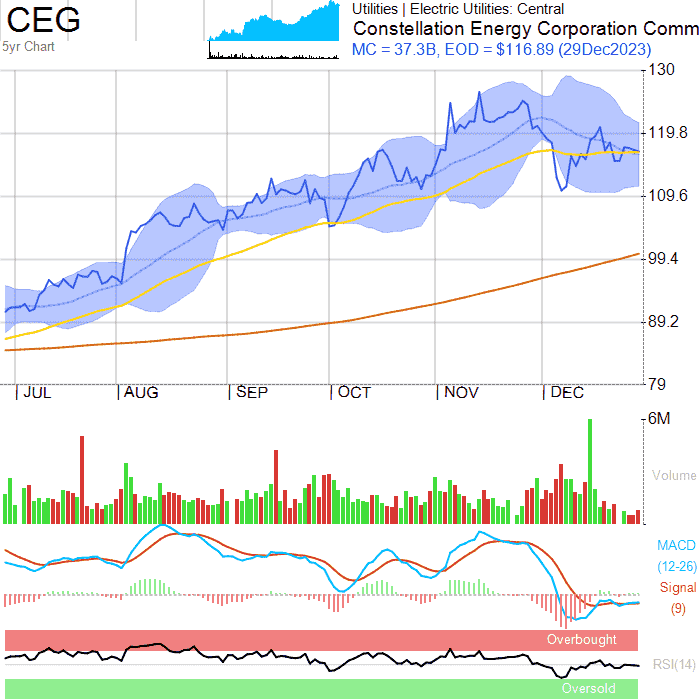 CEG
5yr Chart
Utilities | Electric Utilities: Central
Constellation Energy Corporation Comm
MC = 37.3B, EOD = $116.89 (29Dec2023)
130
119.8
109.6
99.4
89.2
79
JUL AUG SEP OCT NOV DEC
6M
Volume
MACD
(12-26)
Signal
(9)
Overbought
RSI(14)
Oversold